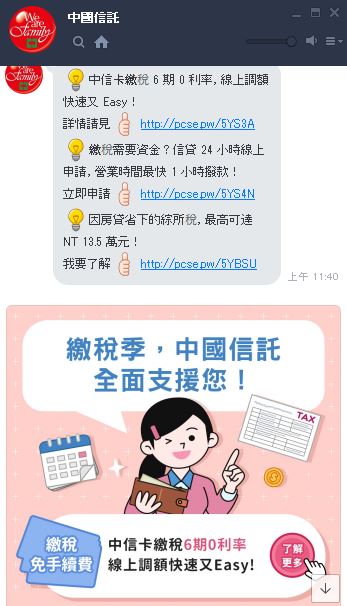 We are Family
中國信託
Family
中信卡繳稅 6 期 0 利率, 線上調額
快速又 Easy！
詳情請見 http://pcse.pw/5YS3A
繳稅需要資金？信貸 24 小時線上
申請, 營業時間最快 1 小時撥款！
立即申請 http://pcse.pw/5YS4N
因房貸省下的綜所稅, 最高可達
NT 13.5 萬元！
我要了解 http://pcse.pw/5YBSU
上午 11:40
繳稅季，中國信託
全面支援您！
TAX
$
繳稅
免手續費
中信卡繳稅6期0利率
線上調額快速又Easy!
了解
更多